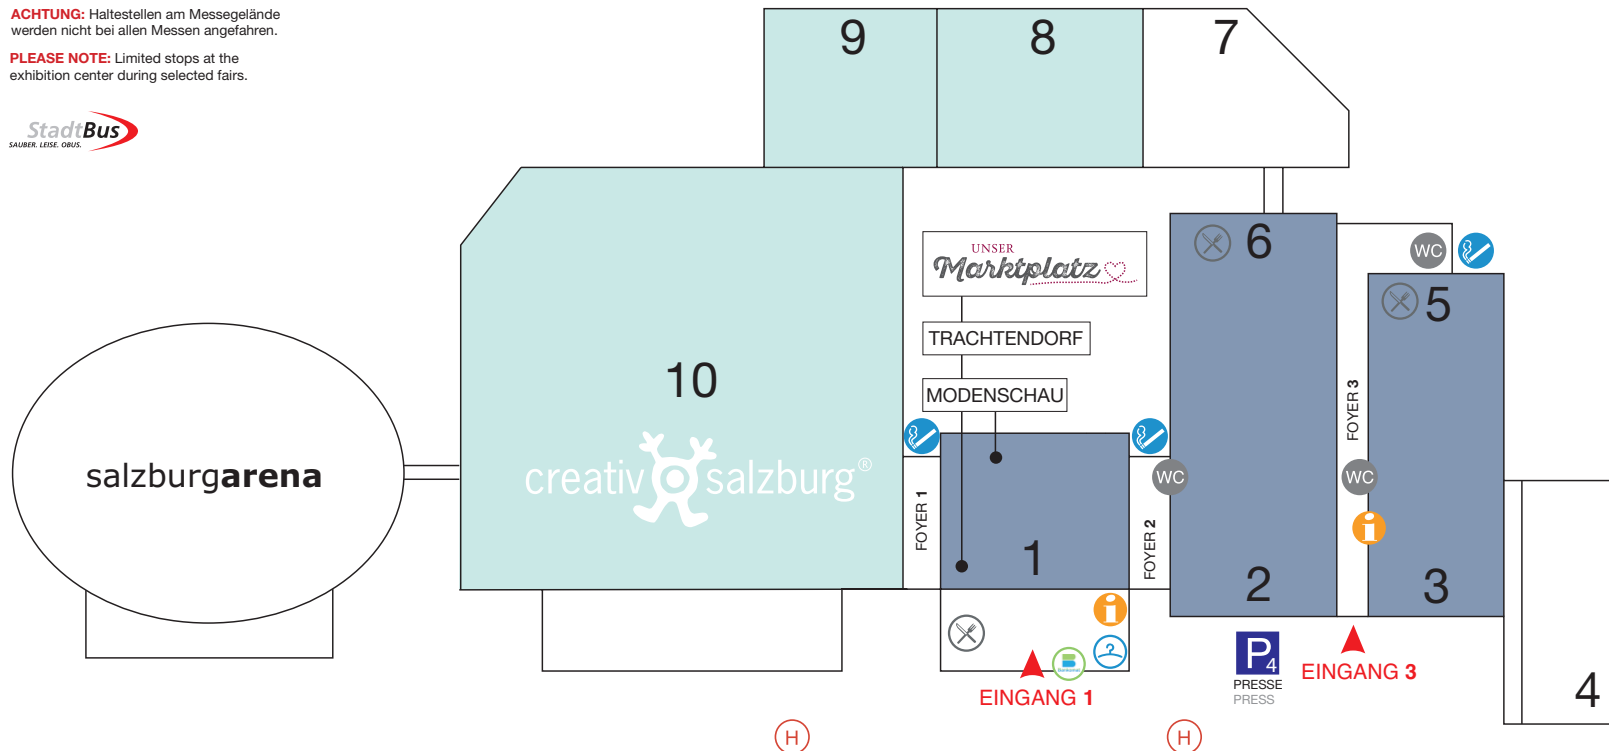 ACHTUNG: Haltestellen am Messegelände
werden nicht bei allen Messen angefahren.
PLEASE NOTE: Limited stops at the
exhibition center during selected fairs.
StadtBus
SAUBER. LEISE. OBUS.
9
8
7
6
WC
5
UNSER
Marktplatz
TRACHTENDORF
MODENSCHAU
10
creativ salzburg®
salzburgarena
FOYER 1
1
FOYER 2
WC
2
FOYER 3
WC
i
3
4
i
?
B
Bankomat
EINGANG 1
P4
PRESSE
PRESS
EINGANG 3
H
H